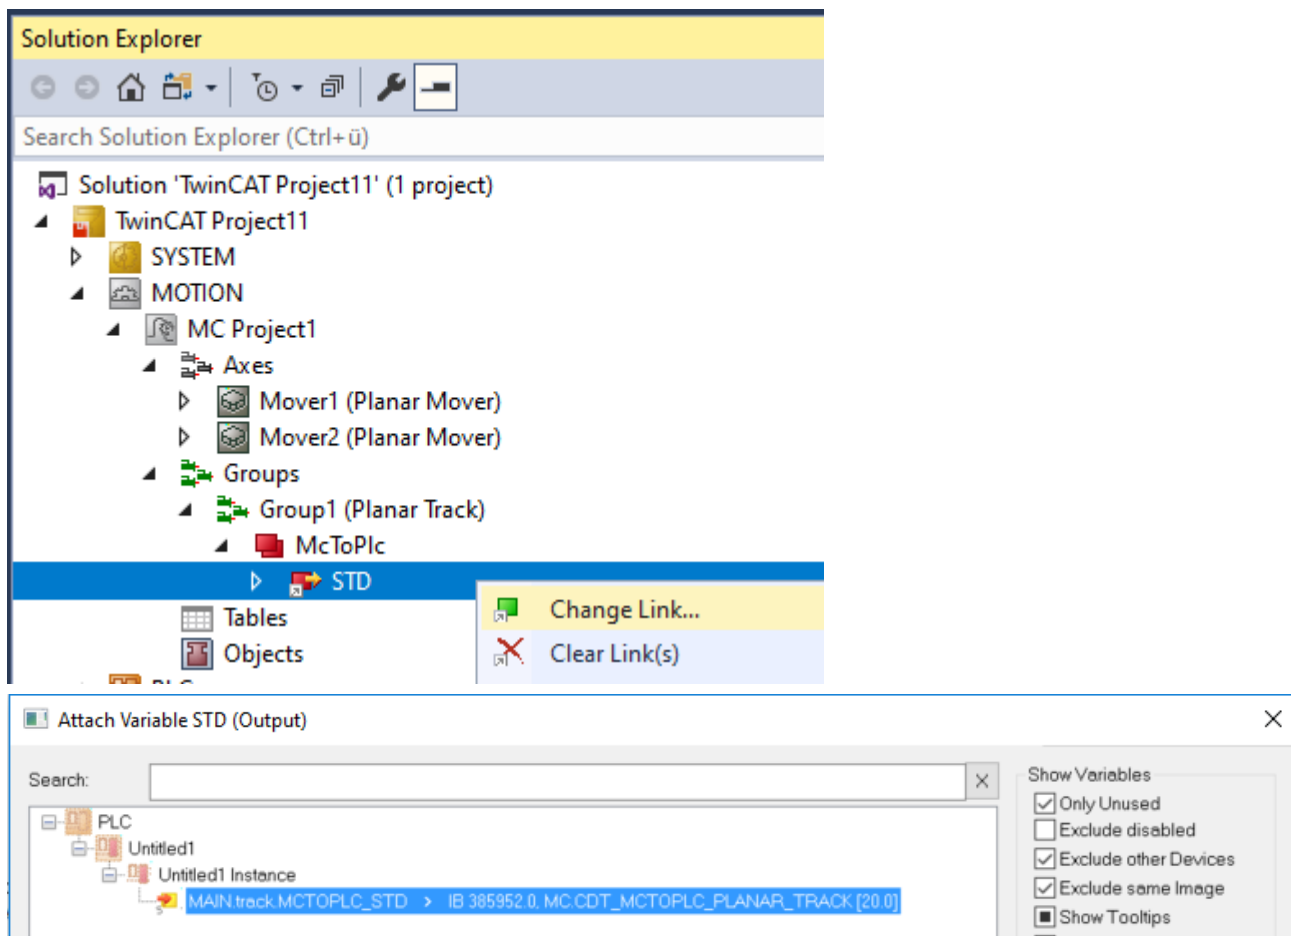 Solution Explorer
Search Solution Explorer (Ctrl+ü)
Solution 'TwinCAT Project11' (1 project)
TwinCAT Project11
SYSTEM
MOTION
MC Project1
Axes
Mover1 (Planar Mover)
Mover2 (Planar Mover)
Groups
Group1 (Planar Track)
McToPlc
STD
Change Link...
Tables
Clear Link(s)
Objects
Attach Variable STD (Output)
Search:
Show Variables
Only Unused
PLC
Exclude disabled
Untitled1
Exclude other Devices
Untitled1 Instance
Exclude same Image
MAIN.track.MCTOPLC_STD > IB 385952.0, MC.CDT_MCTOPLC_PLANAR_TRACK [20.0]
Show Tooltips